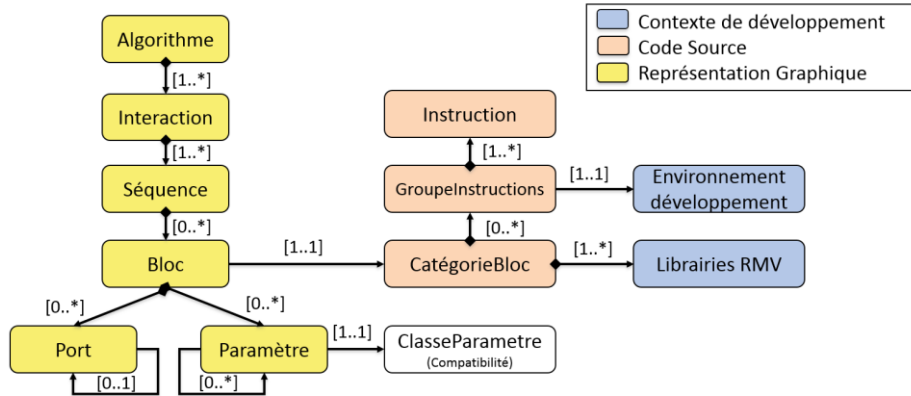 Algorithme
[1..*]
Interaction
[1..*]
Séquence
[0..*]
Bloc
[1..1]
[0..*]
[0..*]
Port
[0..1]
Paramètre
[0..*]
[1..1]
ClasseParametre
(Compatibilité)
Instruction
[1..*]
GroupeInstructions
[1..1]
Environnement
développement
[0..*]
CatégorieBloc
[1..*]
Librairies RMV
Contexte de développement
Code Source
Représentation Graphique